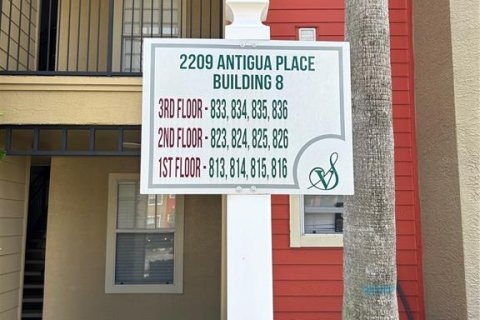 2209 ANTIGUA PLACE
BUILDING 8
3RD FLOOR - 833, 834, 835, 836
2ND FLOOR - 823, 824, 825, 826
1ST FLOOR - 813, 814, 815, 816
VS